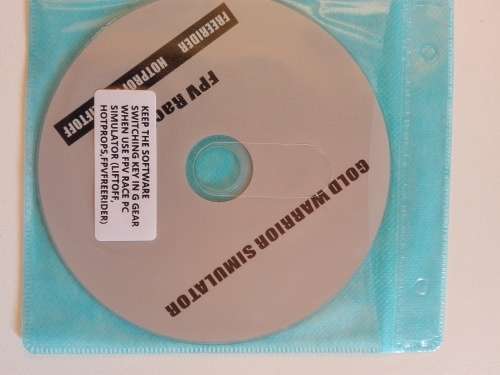 FREERIDER HOTPROPS LIFTOFF
FPV
GOLD WARRIOR SIMULATOR
KEEP THE SOFTWARE
SWITCHING KEY IN G GEAR
WHEN USE FPV RACE PC
SIMULATOR (LIFTOFF,
HOTPROPS,FPVFREERIDER)